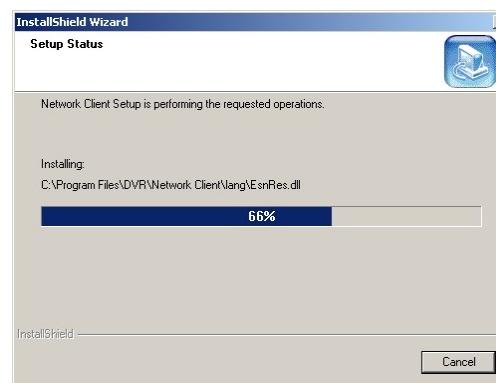 InstallShield Wizard
Setup Status
Network Client Setup is performing the requested operations.
Installing:
C:\Program Files\DVR\Network Client\lang\EsnRes.dll
66%
InstallShield
Cancel